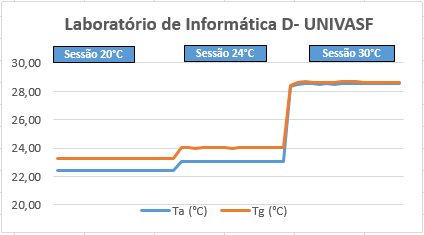 Laboratório de Informática D- UNIVASF
Sessão 20°C Sessão 24°C Sessão 30°C
30,00
28,00
26,00
24,00
22,00
20,00
Ta (°C) Tg (°C)